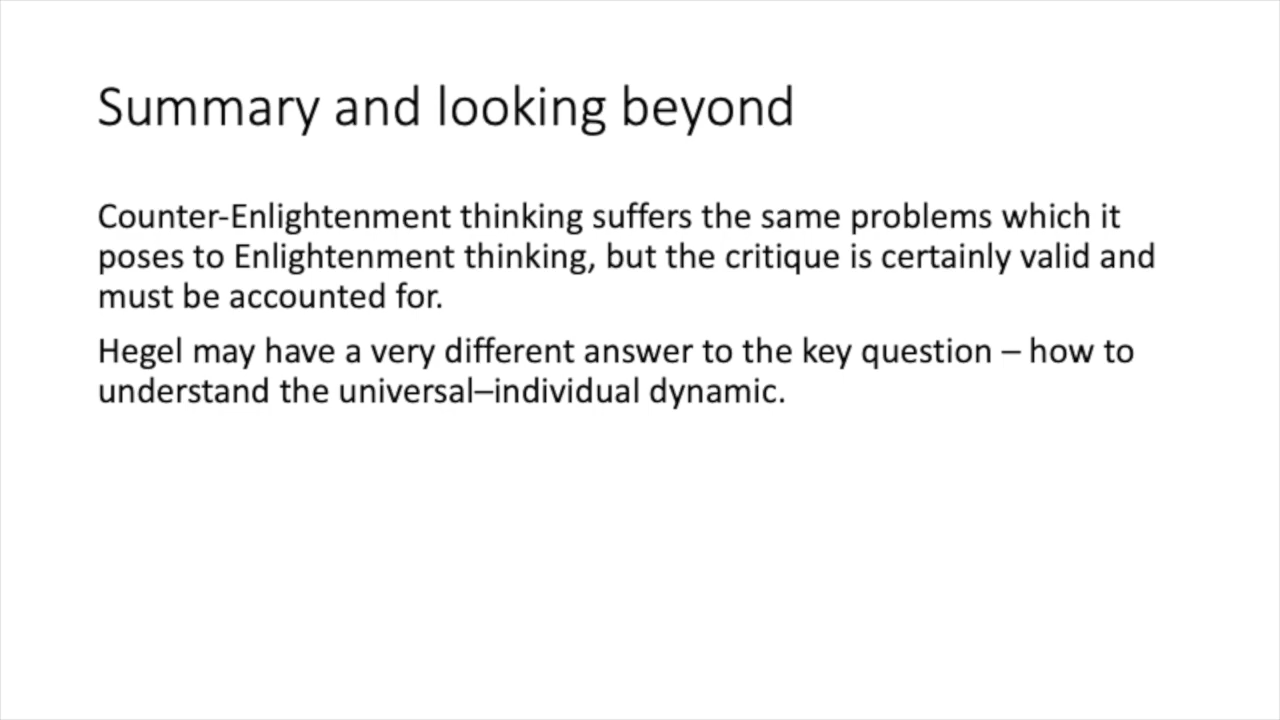 Summary and looking beyond
Counter-Enlightenment thinking suffers the same problems which it
poses to Enlightenment thinking, but the critique is certainly valid and
must be accounted for.
Hegel may have a very different answer to the key question – how to
understand the universal–individual dynamic.